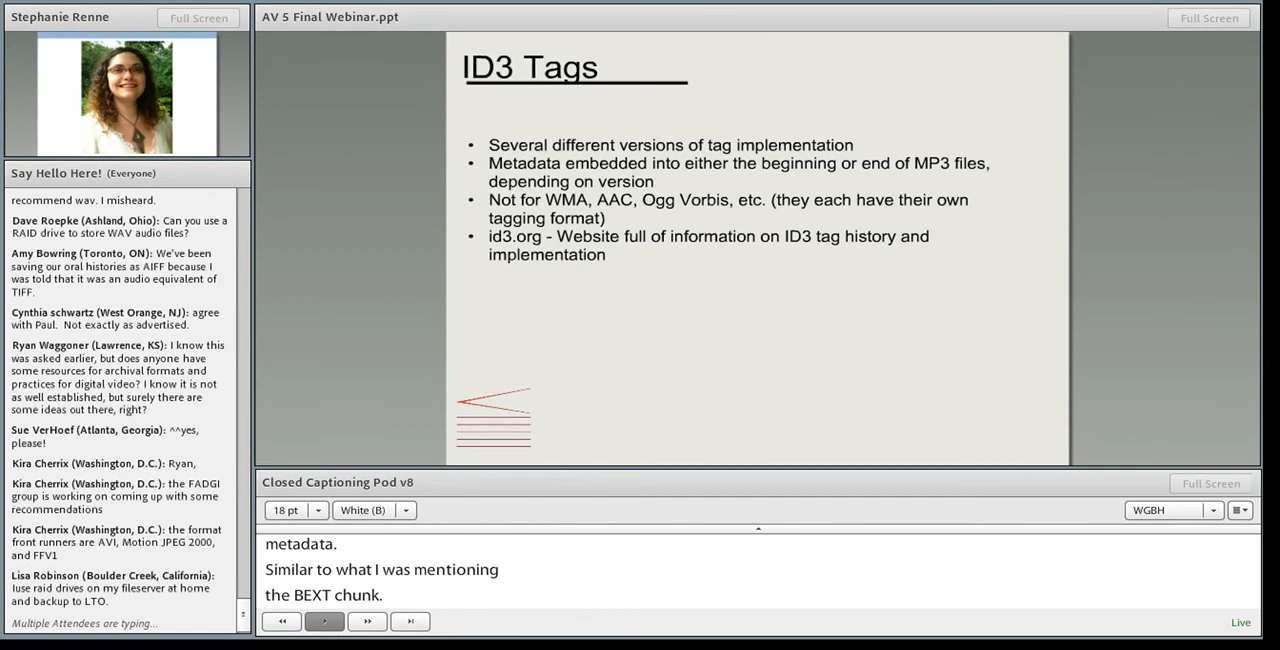 Stephanie Renne
Full Screen
Say Hello Here! (Everyone)
recommend wav. I misheard.
Dave Roepke (Ashland, Ohio): Can you use a
RAID drive to store WAV audio files?
Amy Bowring (Toronto, ON): We've been
saving our oral histories as AIFF because I
was told that it was an audio equivalent of
TIFF.
Cynthia schwartz (West Orange, NJ): agree
with Paul. Not exactly as advertised.
Ryan Waggoner (Lawrence, KS): I know this
was asked earlier, but does anyone have
some resources for archival formats and
practices for digital video? I know it is not
as well established, but surely there are
some ideas out there, right?
Sue VerHoef (Atlanta, Georgia): ^^yes,
please!
Kira Cherrix (Washington, D.C.): Ryan,
Kira Cherrix (Washington, D.C.): the FADGI
group is working on coming up with some
recommendations
Kira Cherrix (Washington, D.C.): the format
front runners are AVI, Motion JPEG 2000,
and FFV1
Lisa Robinson (Boulder Creek, California):
Iuse raid drives on my fileserver at home
and backup to LTO.
Multiple Attendees are typing...
AV 5 Final Webinar.ppt
Full Screen
ID3 Tags
• Several different versions of tag implementation
• Metadata embedded into either the beginning or end of MP3 files,
depending on version
• Not for WMA, AAC, Ogg Vorbis, etc. (they each have their own
tagging format)
• id3.org - Website full of information on ID3 tag history and
implementation
Closed Captioning Pod v8
Full Screen
18 pt
White (B)
WGBH
metadata.
Similar to what I was mentioning
the BEXT chunk.
Live